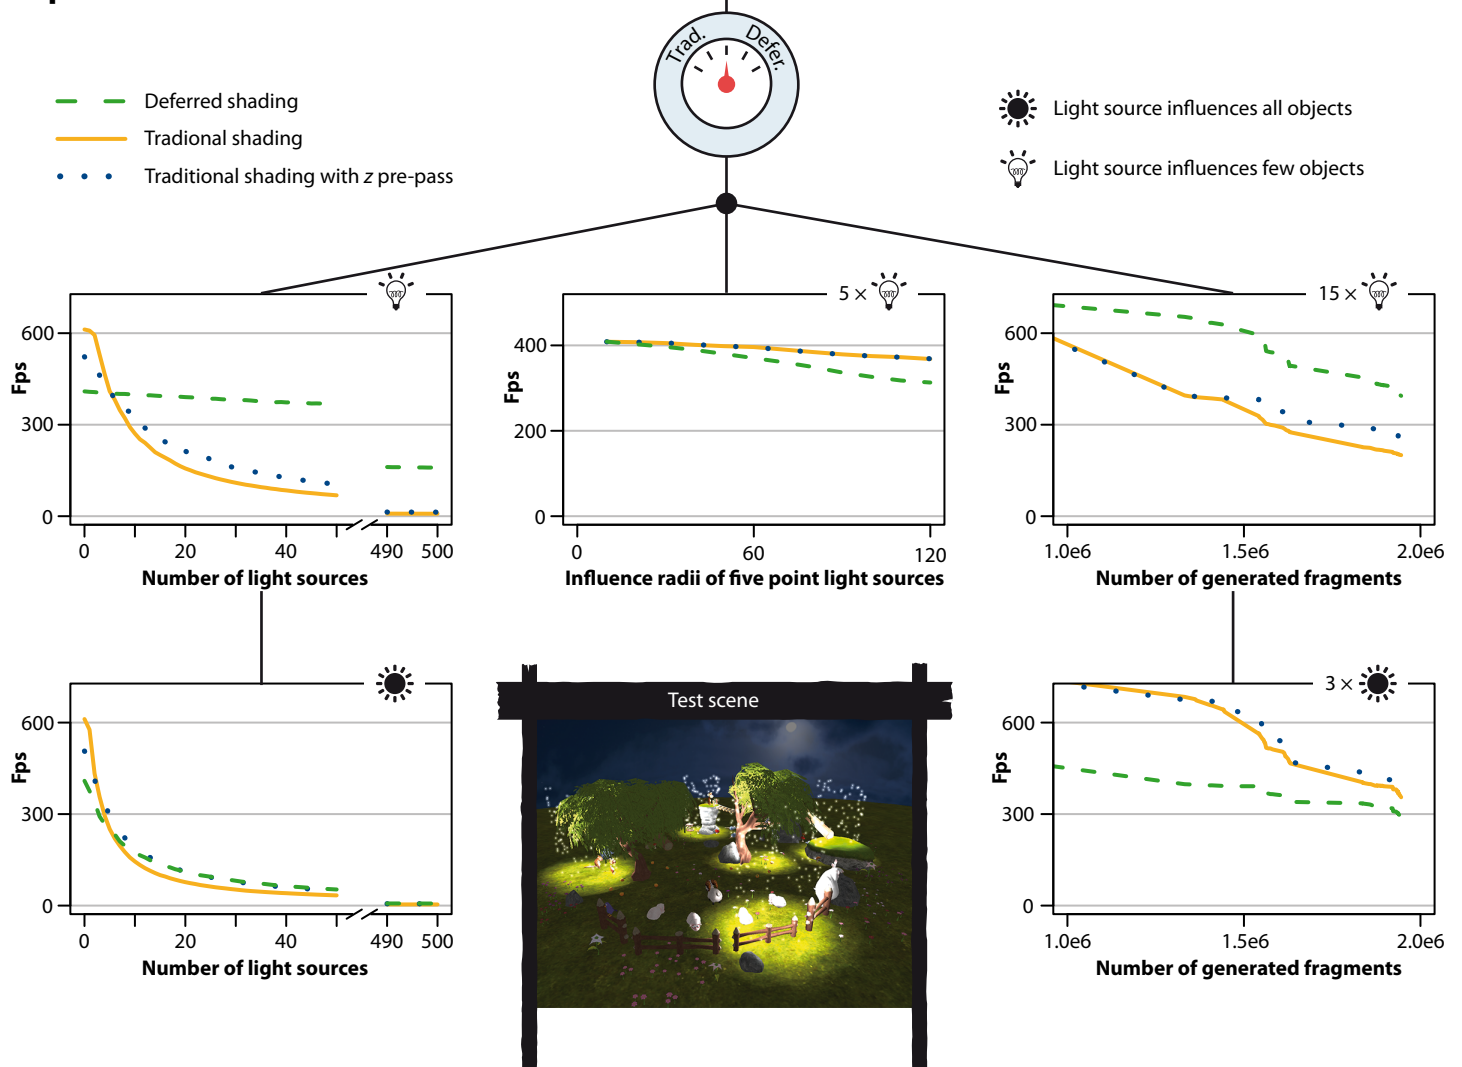 Trad. Defer.
Deferred shading
Tradional shading
Traditional shading with z pre-pass
Light source influences all objects
Light source influences few objects
600
300
0
Fps
0 20 40 490 500
Number of light sources
5 ×
400
200
0
Fps
0 60 120
Influence radii of five point light sources
15 ×
600
300
0
Fps
1.0e6 1.5e6 2.0e6
Number of generated fragments
600
300
0
Fps
0 20 40 490 500
Number of light sources
Test scene
3 ×
600
300
0
Fps
1.0e6 1.5e6 2.0e6
Number of generated fragments